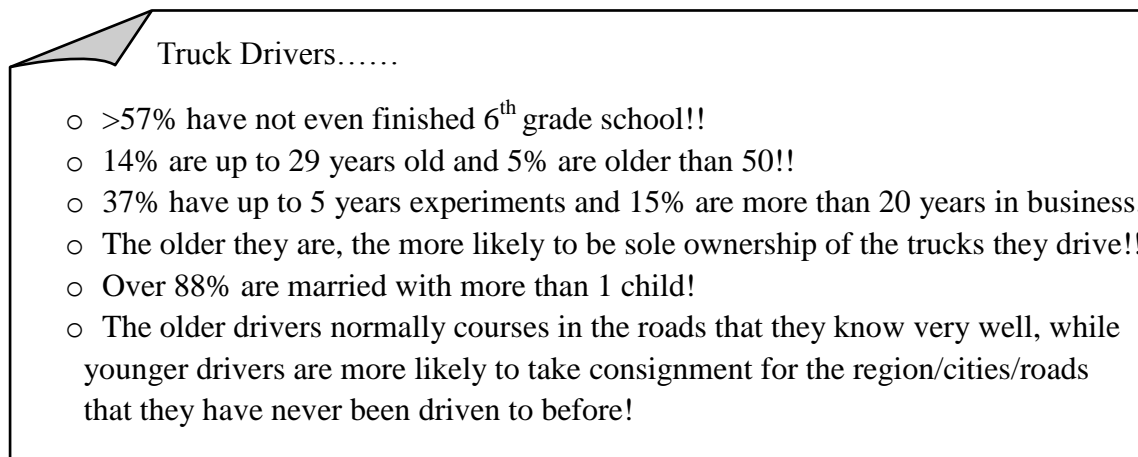 Truck Drivers……
○ >57% have not even finished 6th grade school!!
○ 14% are up to 29 years old and 5% are older than 50!!
○ 37% have up to 5 years experiments and 15% are more than 20 years in business.
○ The older they are, the more likely to be sole ownership of the trucks they drive!!
○ Over 88% are married with more than 1 child!
○ The older drivers normally courses in the roads that they know very well, while
younger drivers are more likely to take consignment for the region/cities/roads
that they have never been driven to before!